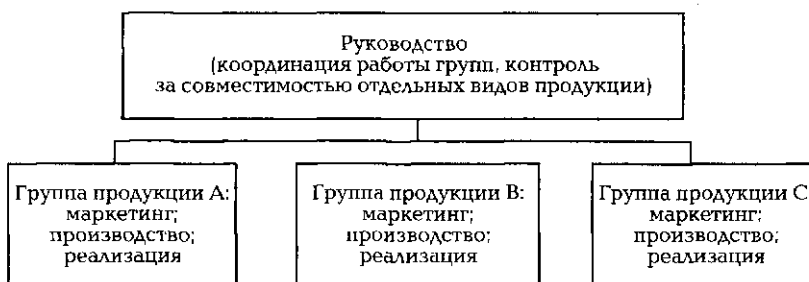 Руководство
(координация работы групп, контроль
за совместимостью отдельных видов продукции)
Группа продукции А:
маркетинг;
производство;
реализация
Группа продукции В:
маркетинг;
производство;
реализация
Группа продукции С
маркетинг;
производство;
реализация